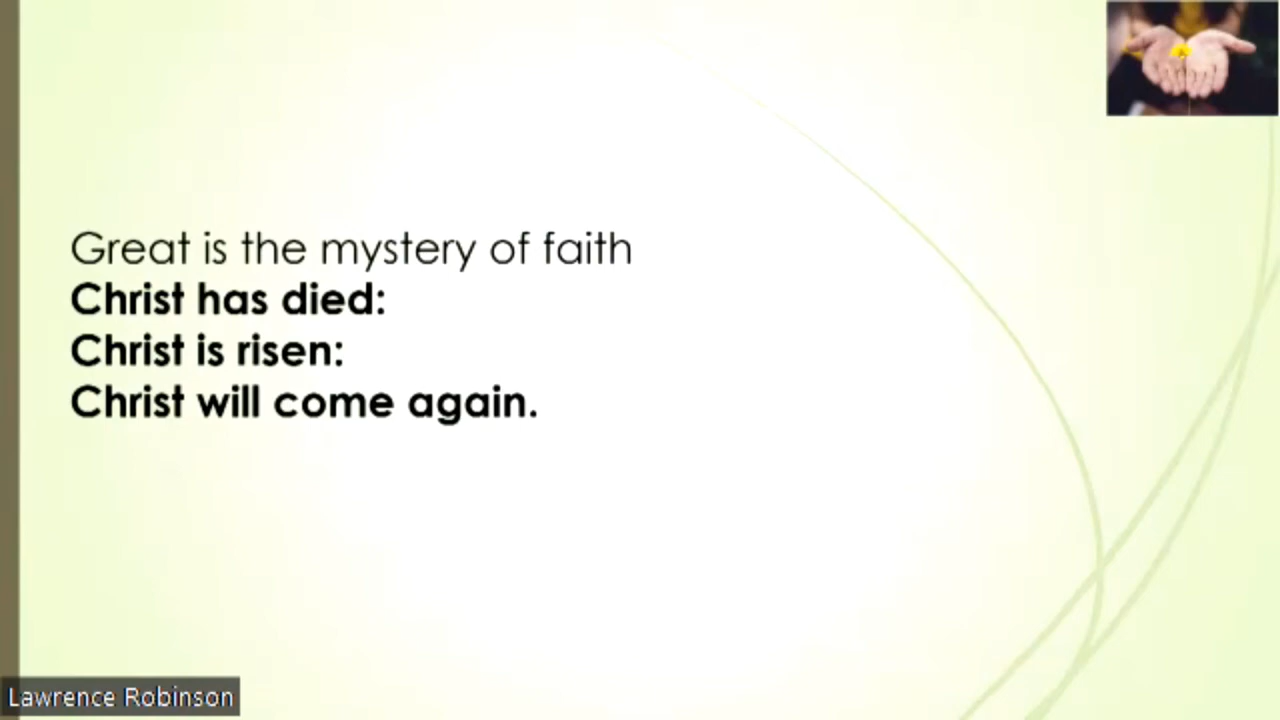 Great is the mystery of faith
Christ has died:
Christ is risen:
Christ will come again.
Lawrence Robinson